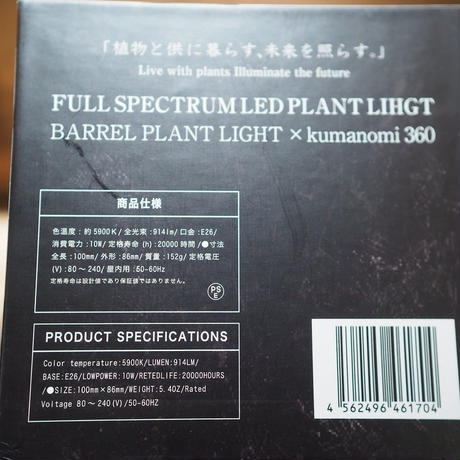 「植物と供に暮らす、未来を照らす。」
Live with plants Illuminate the future
FULL SPECTRUM LED PLANT LIHGT
BARREL PLANT LIGHT × kumanomi 360
商品仕様
色温度：約5900K/全光束：914lm/口金：E26/
消費電力：10W/定格寿命(h)：20000時間/●寸法
全長：100mm/外形：86mm/質量：152g/定格電圧
(V)：80〜240/屋内用：50-60Hz
定格寿命は設計値であり保証値ではありません。
PS
E
PRODUCT SPECIFICATIONS
Color temperature:5900K/LUMEN:914LM/
BASE:E26/LOWPOWER:10W/RETEDLIFE:20000HOURS
/●SIZE:100mm×86mm/WEIGHT:5.4OZ/Rated
Voltage 80〜240(V)/50-60HZ
4 562496 461704